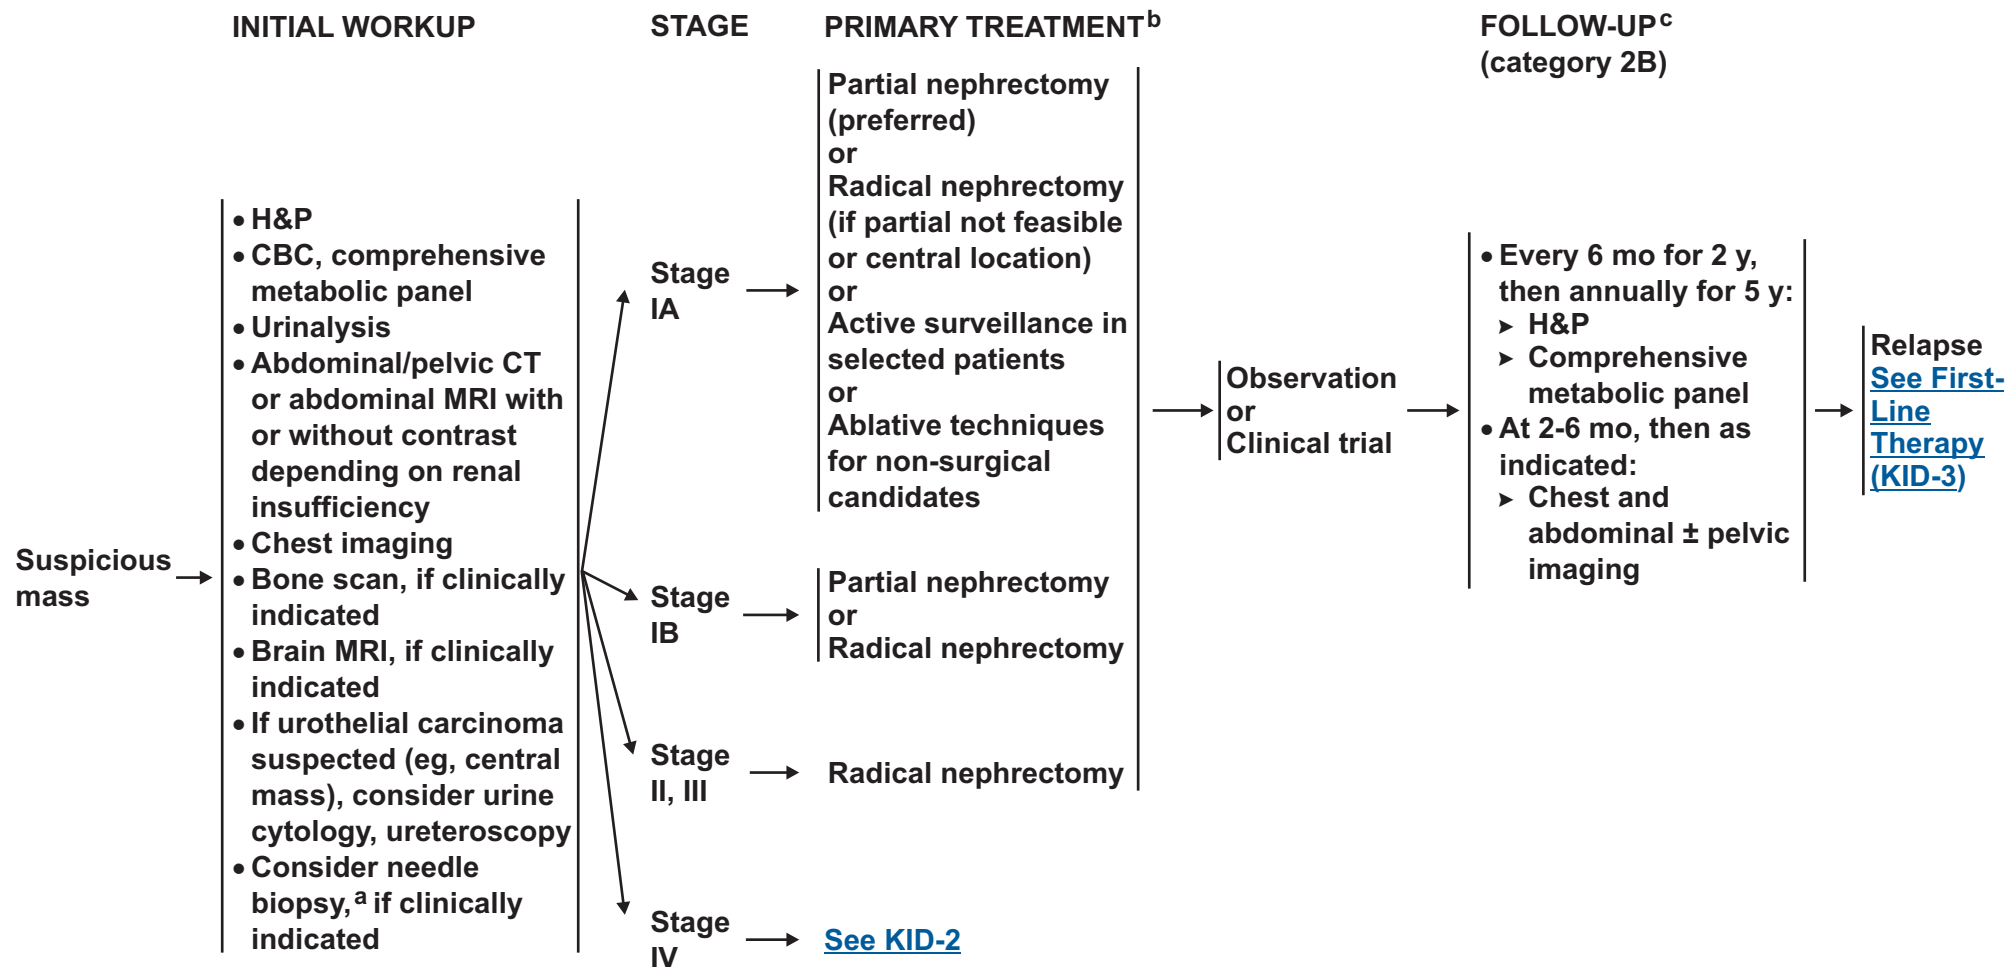 INITIAL WORKUP
STAGE
PRIMARY TREATMENTᵇ
FOLLOW-UPᶜ
(category 2B)
Suspicious
mass
• H&P
• CBC, comprehensive
metabolic panel
• Urinalysis
• Abdominal/pelvic CT
or abdominal MRI with
or without contrast
depending on renal
insufficiency
• Chest imaging
• Bone scan, if clinically
indicated
• Brain MRI, if clinically
indicated
• If urothelial carcinoma
suspected (eg, central
mass), consider urine
cytology, ureteroscopy
• Consider needle
biopsy,ᵃ if clinically
indicated
Stage
IA
Partial nephrectomy
(preferred)
or
Radical nephrectomy
(if partial not feasible
or central location)
or
Active surveillance in
selected patients
or
Ablative techniques
for non-surgical
candidates
Stage
IB
Partial nephrectomy
or
Radical nephrectomy
Stage
II, III
Radical nephrectomy
Stage
IV
See KID-2
Observation
or
Clinical trial
• Every 6 mo for 2 y,
then annually for 5 y:
➤ H&P
➤ Comprehensive
metabolic panel
• At 2-6 mo, then as
indicated:
➤ Chest and
abdominal ± pelvic
imaging
Relapse
See First-
Line
Therapy
(KID-3)